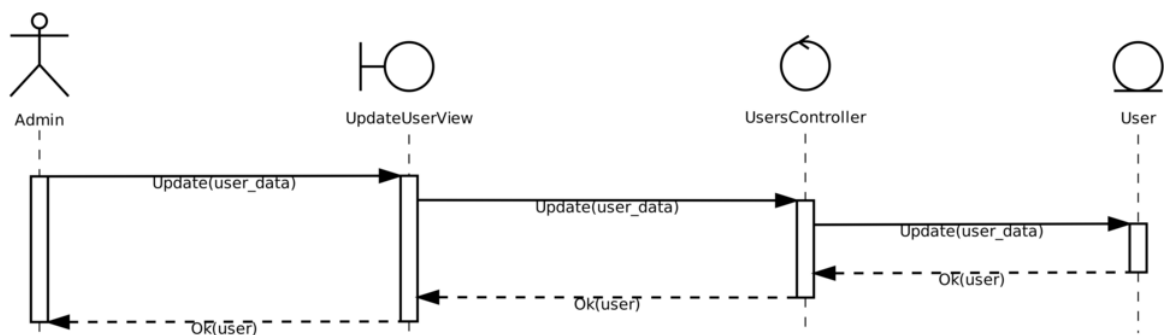 Admin
UpdateUserView
UsersController
User
Update(user_data)
Update(user_data)
Update(user_data)
Ok(user)
Ok(user)
Ok(user)